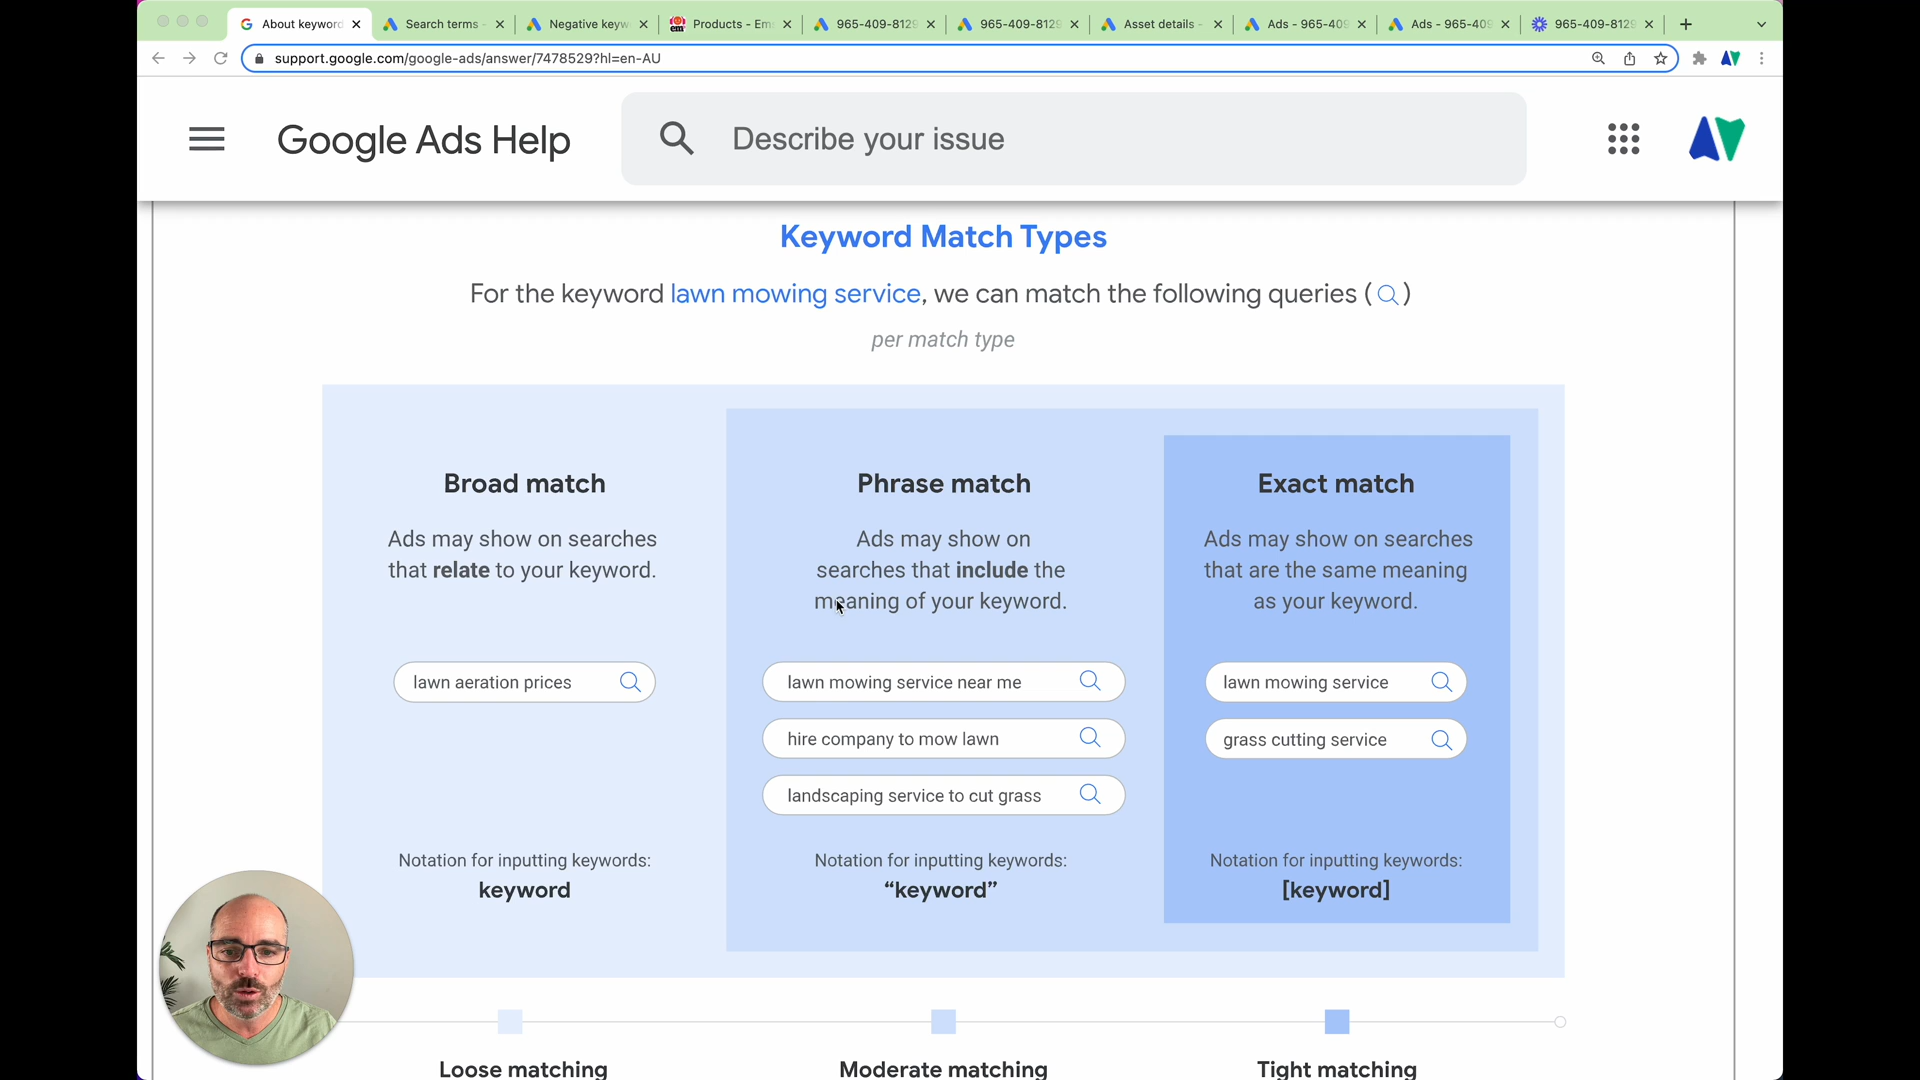 About keyword
Search terms -
Negative keyw
Products - Em
965-409-8129
965-409-8129
Asset details -
Ads - 965-409
Ads - 965-409
965-409-8129
support.google.com/google-ads/answer/7478529?hl=en-AU
Google Ads Help
Describe your issue
Keyword Match Types
For the keyword lawn mowing service, we can match the following queries ( )
per match type
Broad match
Ads may show on searches
that relate to your keyword.
lawn aeration prices
Notation for inputting keywords:
keyword
Phrase match
Ads may show on
searches that include the
meaning of your keyword.
lawn mowing service near me
hire company to mow lawn
landscaping service to cut grass
Notation for inputting keywords:
“keyword”
Exact match
Ads may show on searches
that are the same meaning
as your keyword.
lawn mowing service
grass cutting service
Notation for inputting keywords:
[keyword]
Loose matching
Moderate matching
Tight matching